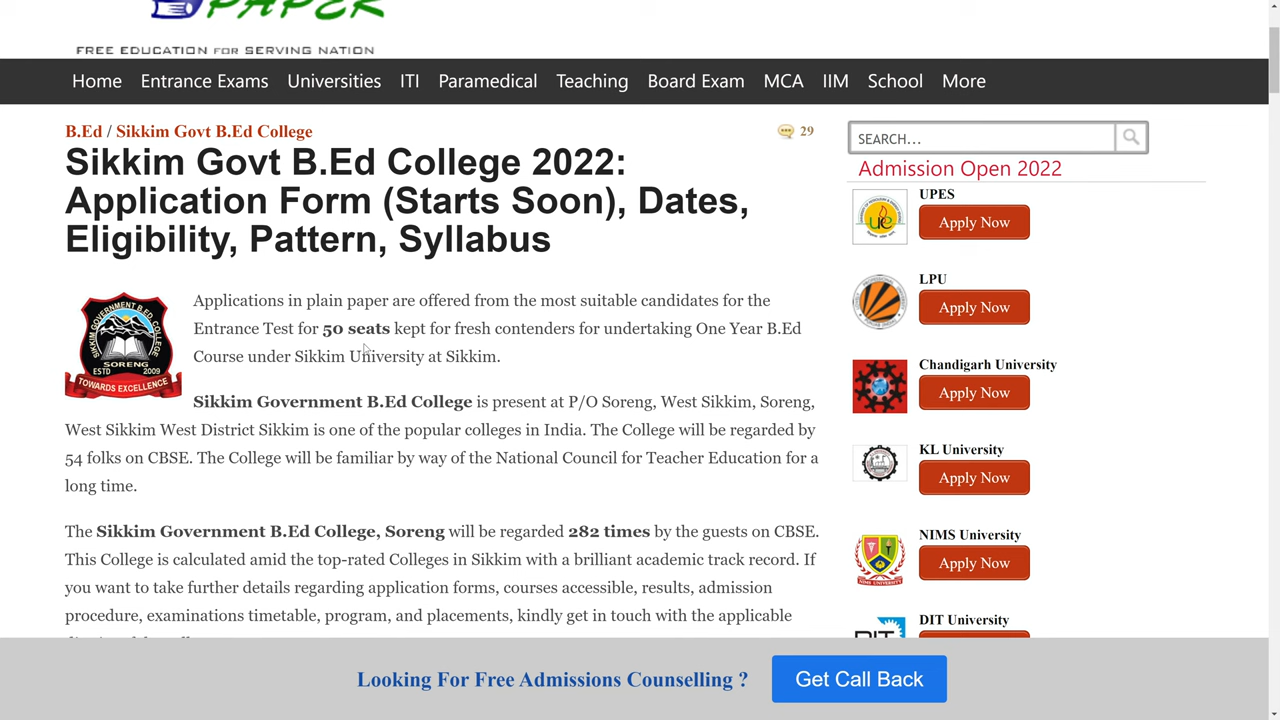 PAPER
FREE EDUCATION FOR SERVING NATION
Home Entrance Exams Universities ITI Paramedical Teaching Board Exam MCA IIM School More
B.Ed / Sikkim Govt B.Ed College
29
Sikkim Govt B.Ed College 2022:
Application Form (Starts Soon), Dates,
Eligibility, Pattern, Syllabus
SIKKIM GOVERNMENT B.ED COLLEGE
SORENG
ESTD 2009
TOWARDS EXCELLENCE
Applications in plain paper are offered from the most suitable candidates for the
Entrance Test for 50 seats kept for fresh contenders for undertaking One Year B.Ed
Course under Sikkim University at Sikkim.
Sikkim Government B.Ed College is present at P/O Soreng, West Sikkim, Soreng,
West Sikkim West District Sikkim is one of the popular colleges in India. The College will be regarded by
54 folks on CBSE. The College will be familiar by way of the National Council for Teacher Education for a
long time.
The Sikkim Government B.Ed College, Soreng will be regarded 282 times by the guests on CBSE.
This College is calculated amid the top-rated Colleges in Sikkim with a brilliant academic track record. If
you want to take further details regarding application forms, courses accessible, results, admission
procedure, examinations timetable, program, and placements, kindly get in touch with the applicable
SEARCH...
Admission Open 2022
UPES
Apply Now
LPU
Apply Now
Chandigarh University
Apply Now
KL University
Apply Now
NIMS University
NIMS UNIVERSITY
Apply Now
DIT University
DIT
Looking For Free Admissions Counselling ?
Get Call Back